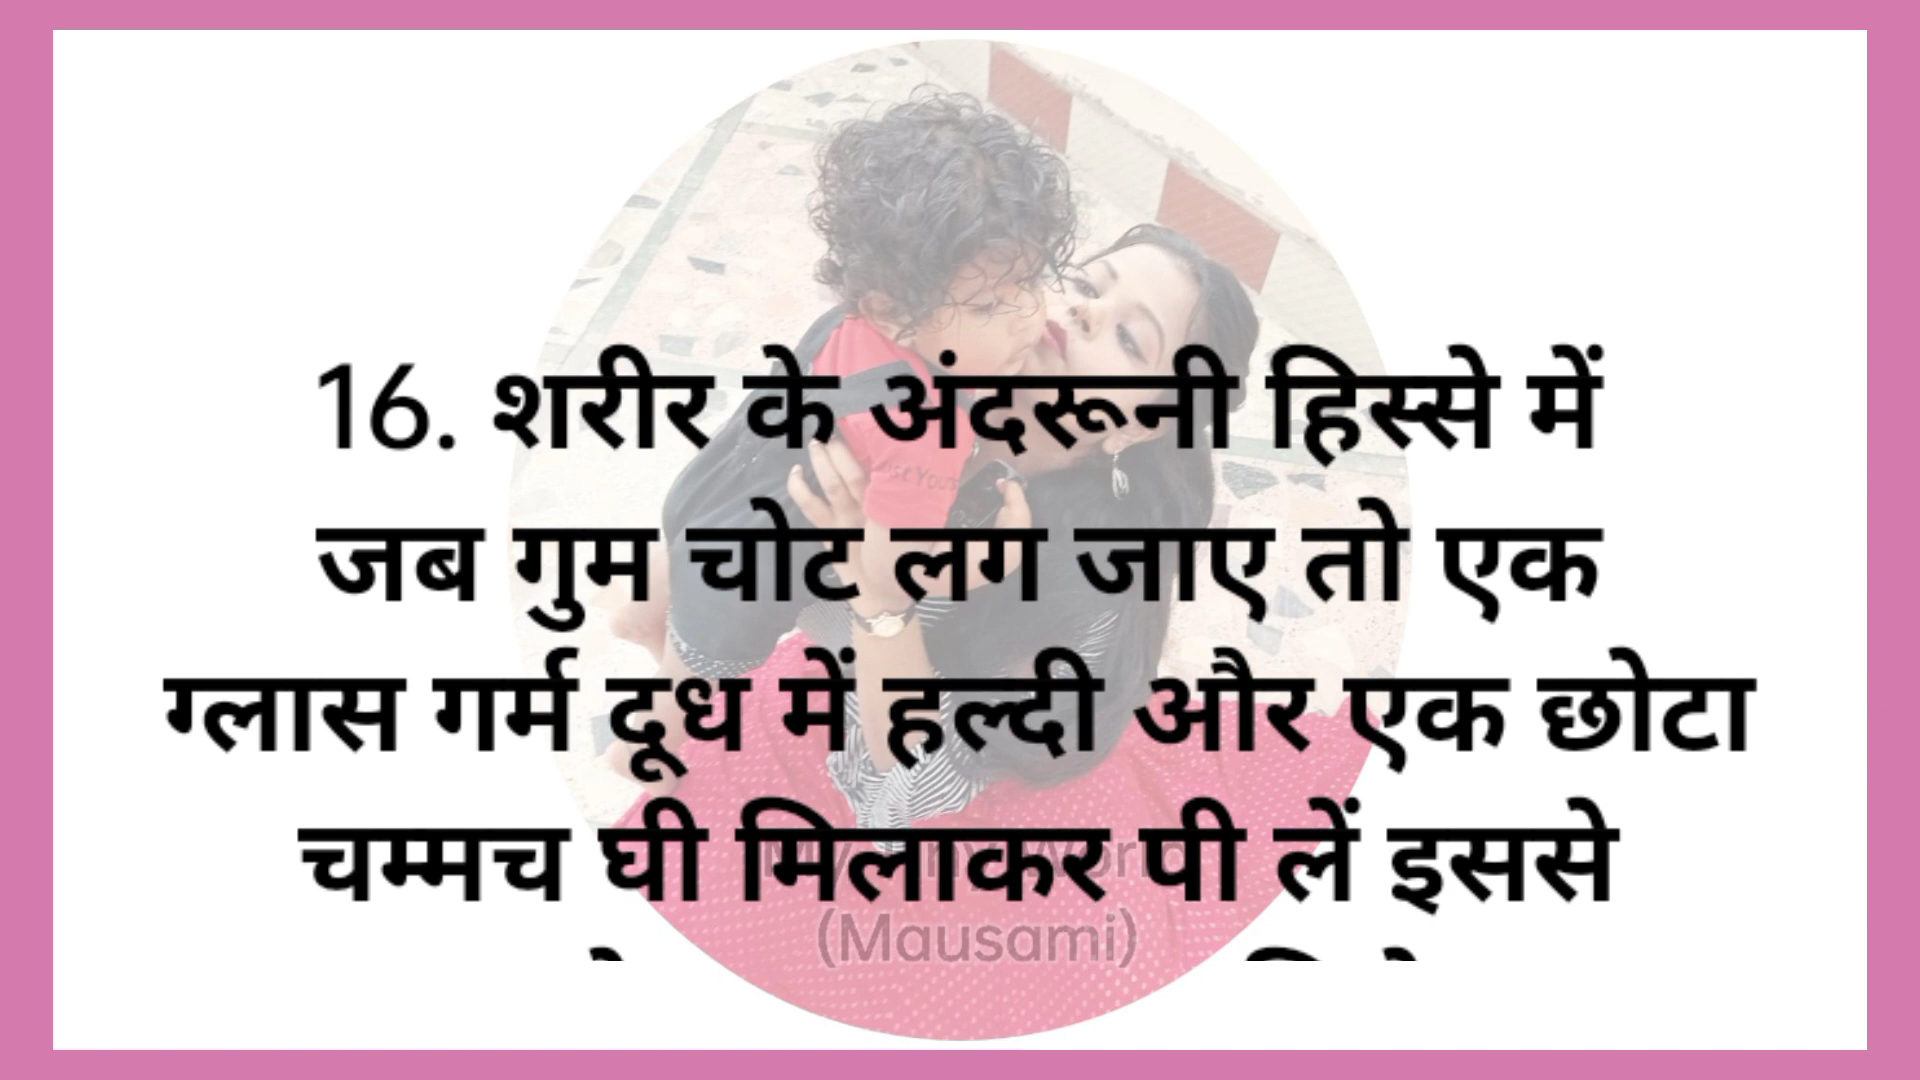 16. शरीर के अंदरूनी हिस्से में
जब गुम चोट लग जाए तो एक
ग्लास गर्म दूध में हल्दी और एक छोटा
चम्मच घी मिलाकर पी लें इससे
(Mausami)